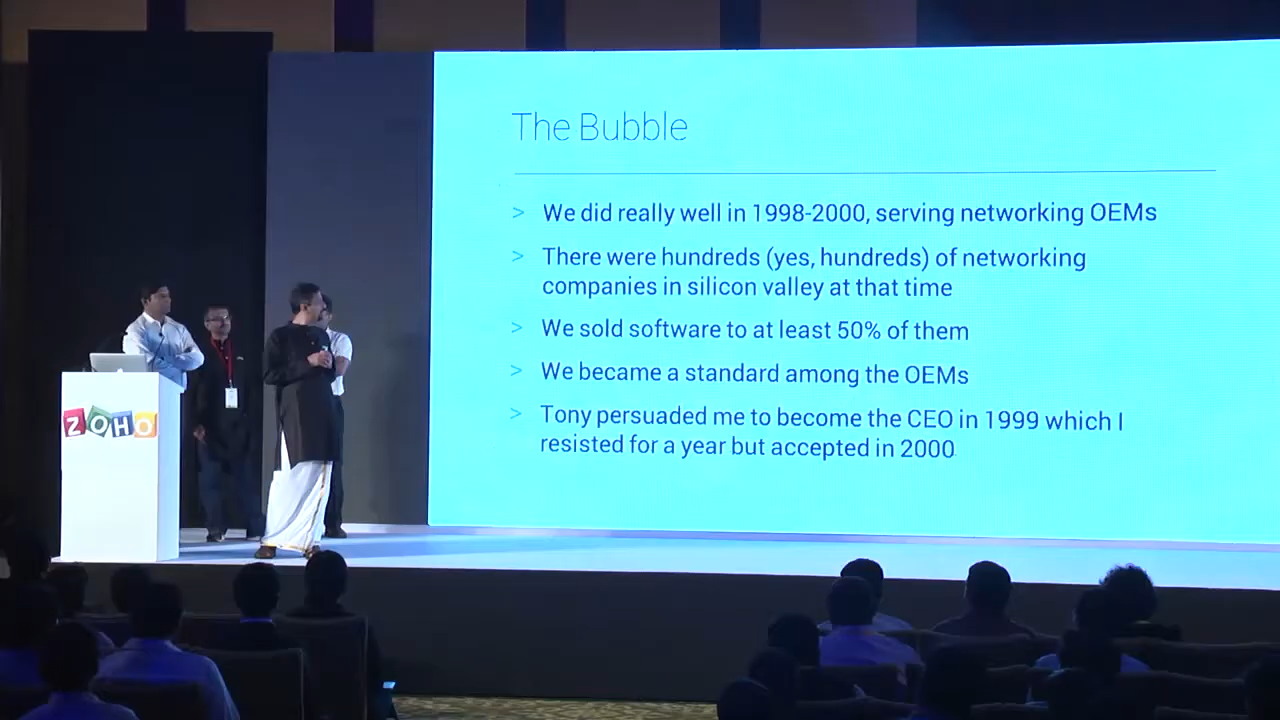 The Bubble
> We did really well in 1998-2000, serving networking OEMs
> There were hundreds (yes, hundreds) of networking
companies in silicon valley at that time
> We sold software to at least 50% of them
> We became a standard among the OEMs
> Tony persuaded me to become the CEO in 1999 which I
resisted for a year but accepted in 2000
ZOHO